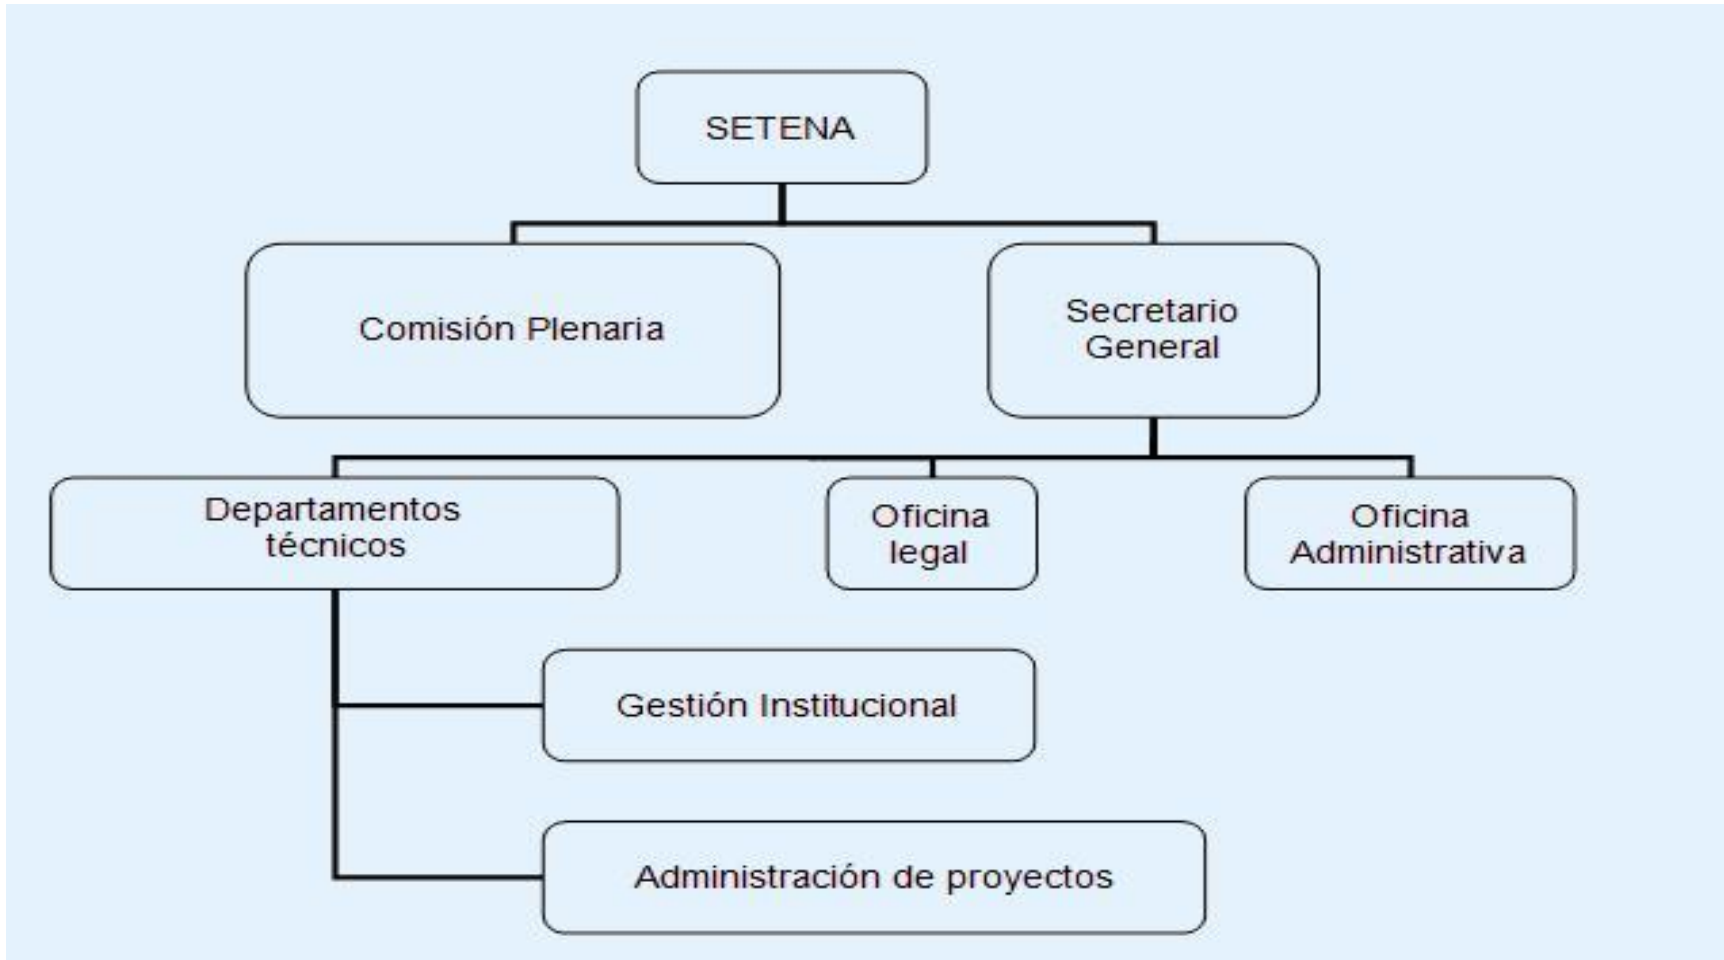 SETENA
Comisión Plenaria
Secretario
General
Departamentos
técnicos
Oficina
legal
Oficina
Administrativa
Gestión Institucional
Administración de proyectos